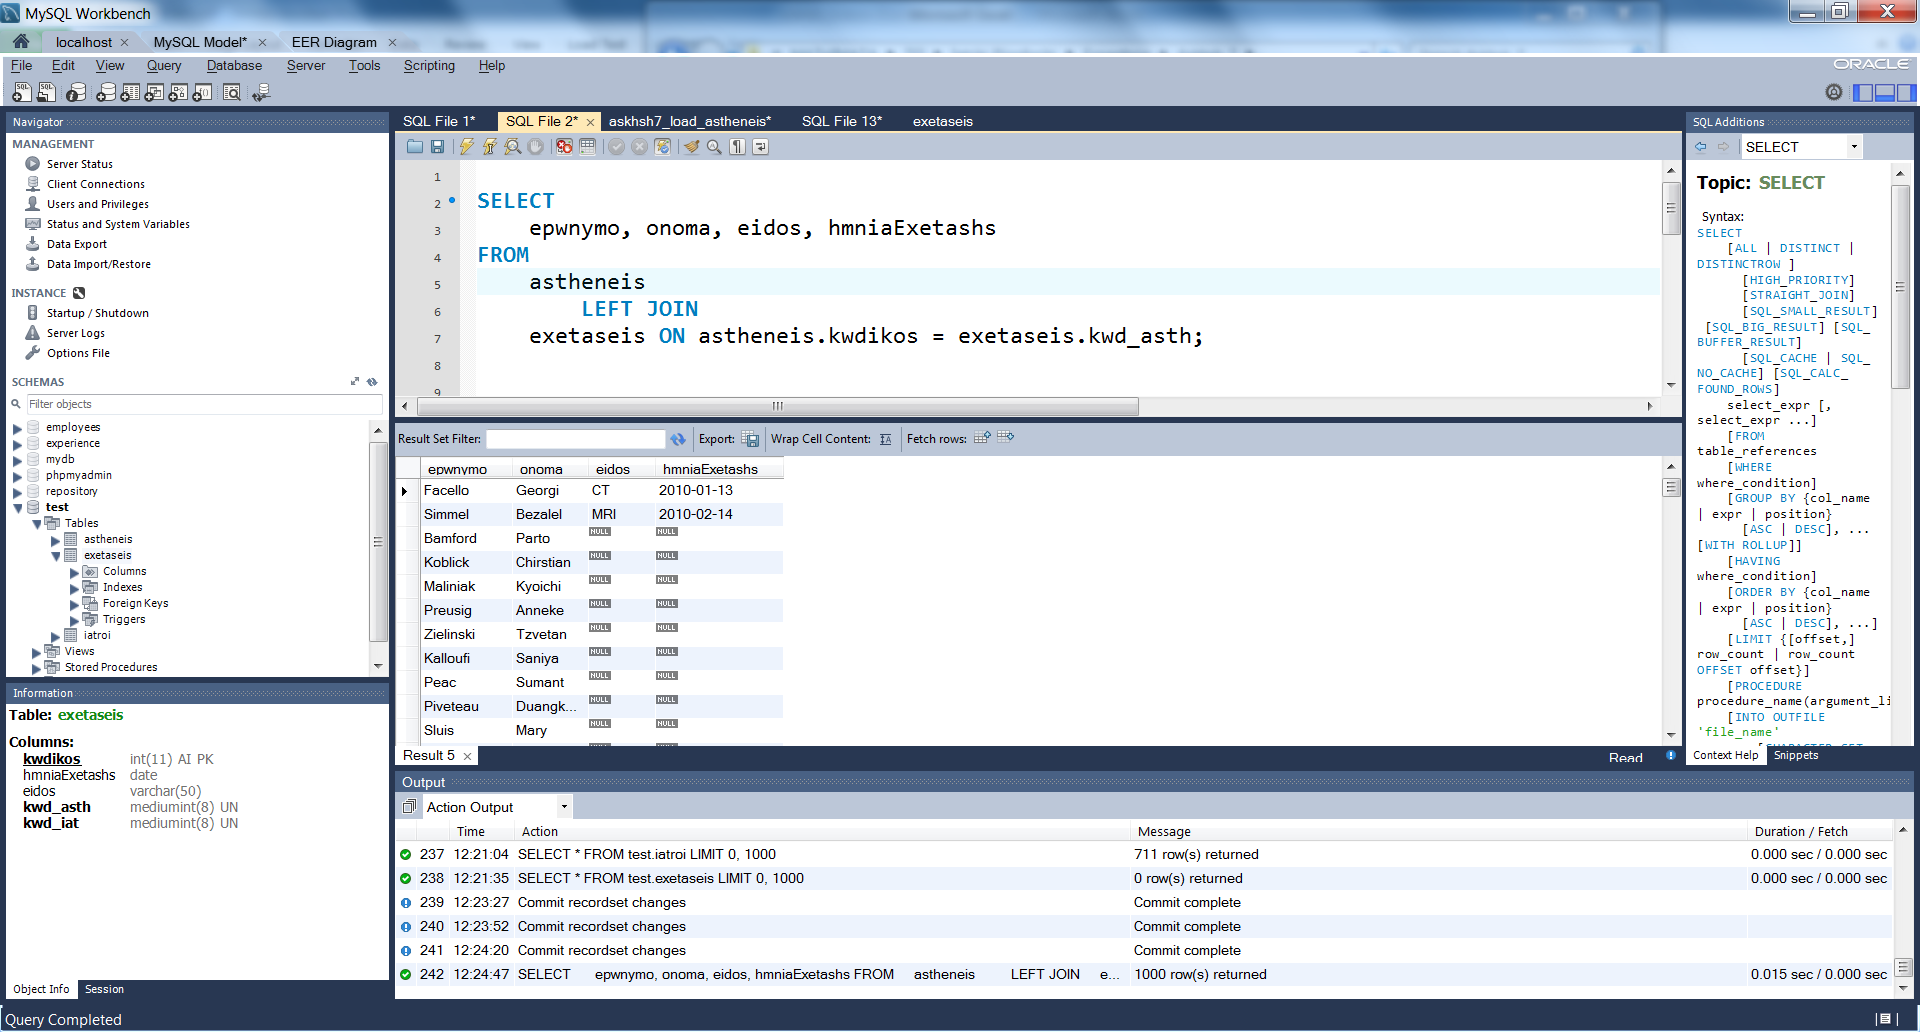 MySQL Workbench
localhost × MySQL Model* × EER Diagram ×
File Edit View Query Database Server Tools Scripting Help
ORACLE
Navigator
MANAGEMENT
Server Status
Client Connections
Users and Privileges
Status and System Variables
Data Export
Data Import/Restore
INSTANCE
Startup / Shutdown
Server Logs
Options File
SCHEMAS
Filter objects
employees
experience
mydb
phpmyadmin
repository
test
Tables
astheneis
exetaseis
Columns
Indexes
Foreign Keys
Triggers
iatroi
Views
Stored Procedures
Information
Table: exetaseis
Columns:
kwdikos int(11) AI PK
hmniaExetashs date
eidos varchar(50)
kwd_asth mediumint(8) UN
kwd_iat mediumint(8) UN
Object Info Session
Query Completed
SQL File 1* SQL File 2* × askhsh7_load_astheneis* SQL File 13* exetaseis
1
2 SELECT
3 epwnymo, onoma, eidos, hmniaExetashs
4 FROM
5 astheneis
6 LEFT JOIN
7 exetaseis ON astheneis.kwdikos = exetaseis.kwd_asth;
8
9
Result Set Filter: Export: Wrap Cell Content: Fetch rows:
epwnymo onoma eidos hmniaExetashs
Facello Georgi CT 2010-01-13
Simmel Bezalel MRI 2010-02-14
Bamford Parto NULL NULL
Koblick Chirstian NULL NULL
Maliniak Kyoichi NULL NULL
Preusig Anneke NULL NULL
Zielinski Tzvetan NULL NULL
Kalloufi Saniya NULL NULL
Peac Sumant NULL NULL
Piveteau Duangk... NULL NULL
Sluis Mary NULL NULL
Result 5 × Read
Output
Action Output
Time Action Message Duration / Fetch
237 12:21:04 SELECT * FROM test.iatroi LIMIT 0, 1000 711 row(s) returned 0.000 sec / 0.000 sec
238 12:21:35 SELECT * FROM test.exetaseis LIMIT 0, 1000 0 row(s) returned 0.000 sec / 0.000 sec
239 12:23:27 Commit recordset changes Commit complete
240 12:23:52 Commit recordset changes Commit complete
241 12:24:20 Commit recordset changes Commit complete
242 12:24:47 SELECT epwnymo, onoma, eidos, hmniaExetashs FROM astheneis LEFT JOIN e... 1000 row(s) returned 0.015 sec / 0.000 sec
SQL Additions
SELECT
Topic: SELECT
Syntax:
SELECT
[ALL | DISTINCT |
DISTINCTROW ]
[HIGH_PRIORITY]
[STRAIGHT_JOIN]
[SQL_SMALL_RESULT]
[SQL_BIG_RESULT] [SQL_
BUFFER_RESULT]
[SQL_CACHE | SQL_
NO_CACHE] [SQL_CALC_
FOUND_ROWS]
select_expr [,
select_expr ...]
[FROM
table_references
[WHERE
where_condition]
[GROUP BY {col_name
| expr | position}
[ASC | DESC], ...
[WITH ROLLUP]]
[HAVING
where_condition]
[ORDER BY {col_name
| expr | position}
[ASC | DESC], ...]
[LIMIT {[offset,]
row_count | row_count
OFFSET offset}]
[PROCEDURE
procedure_name(argument_li
[INTO OUTFILE
'file_name'
Context Help Snippets